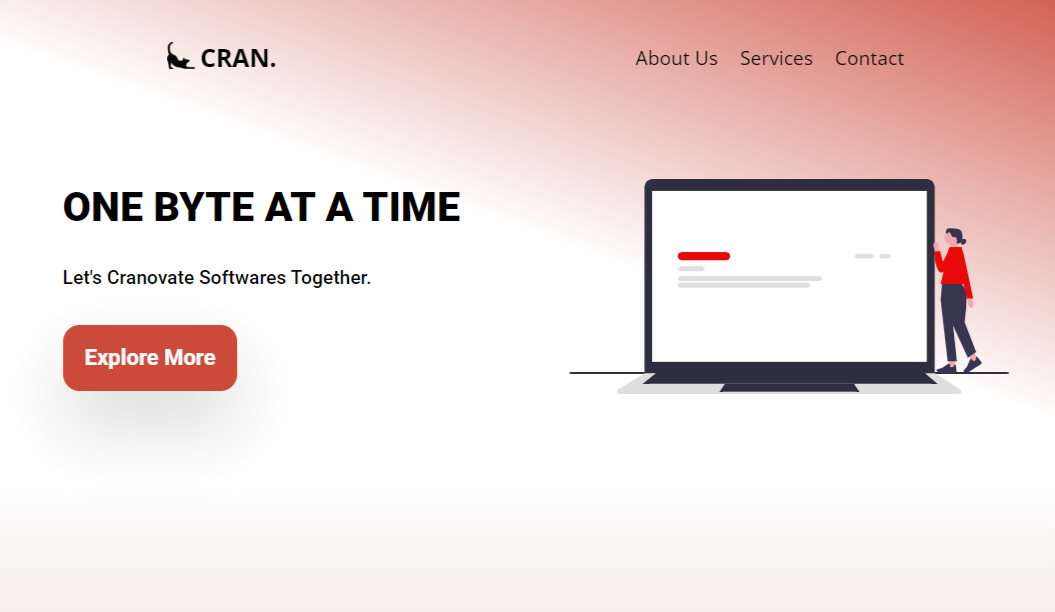 CRAN.
About Us Services Contact
ONE BYTE AT A TIME
Let's Cranovate Softwares Together.
Explore More